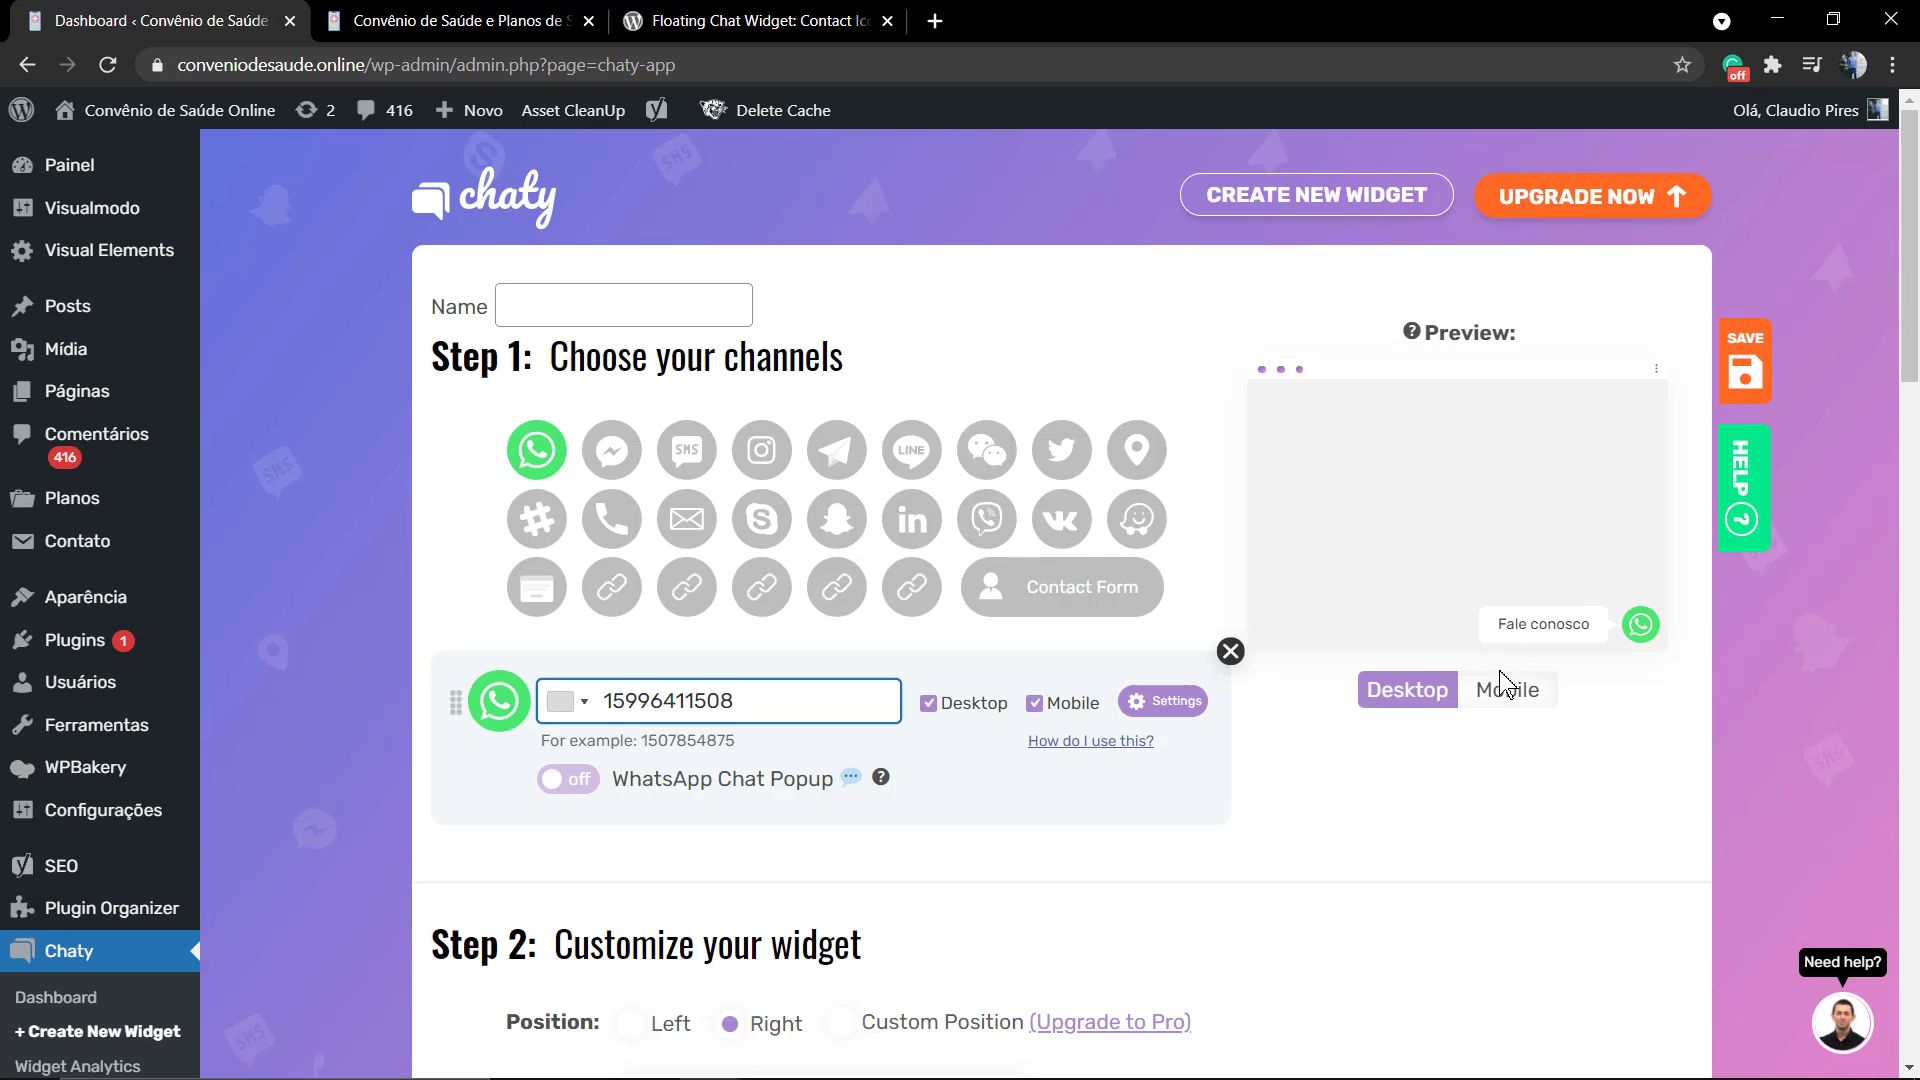 Dashboard ‹ Convênio de Saúde
Convênio de Saúde e Planos de S
Floating Chat Widget: Contact Ic
conveniodesaude.online/wp-admin/admin.php?page=chaty-app
off
Convênio de Saúde Online
2
416
Novo
Asset CleanUp
Delete Cache
Olá, Claudio Pires
Painel
Visualmodo
Visual Elements
Posts
Mídia
Páginas
Comentários
416
Planos
Contato
Aparência
Plugins 1
Usuários
Ferramentas
WPBakery
Configurações
SEO
Plugin Organizer
Chaty
Dashboard
+ Create New Widget
Widget Analytics
chaty
CREATE NEW WIDGET
UPGRADE NOW
Name
Step 1: Choose your channels
SMS
LINE
Contact Form
15996411508
Desktop
Mobile
Settings
For example: 1507854875
How do I use this?
off
WhatsApp Chat Popup
Preview:
Fale conosco
Desktop
Mobile
SAVE
HELP ?
Step 2: Customize your widget
Position:
Left
Right
Custom Position (Upgrade to Pro)
Need help?